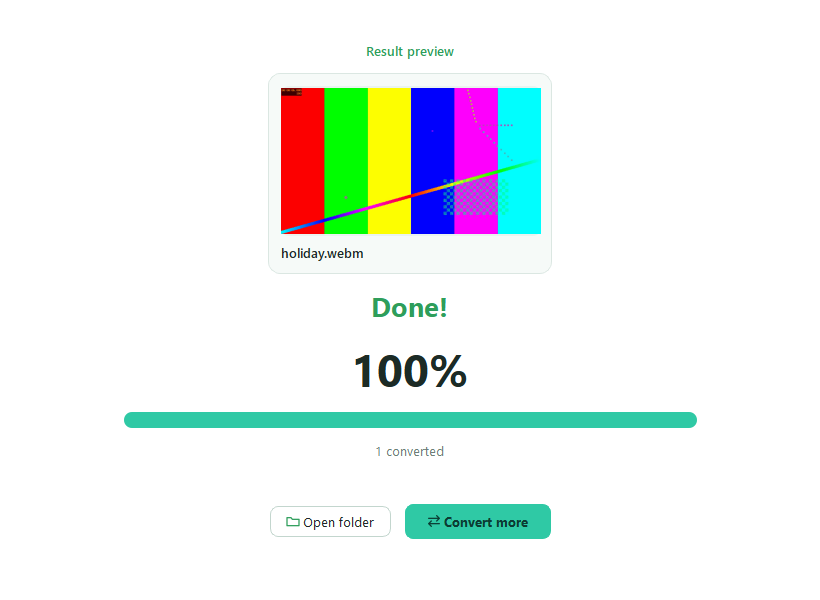 Result preview
holiday.webm
Done!
100%
1 converted
Open folder
Convert more